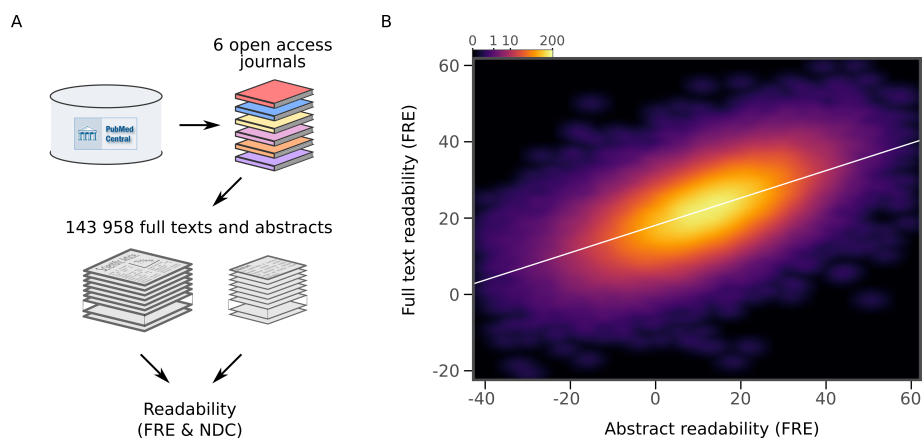 A
6 open access
journals
PubMed
Central
143 958 full texts and abstracts
Readability
(FRE & NDC)
B
0 1 10 200
60
40
20
0
-20
Full text readability (FRE)
-40 -20 0 20 40 60
Abstract readability (FRE)